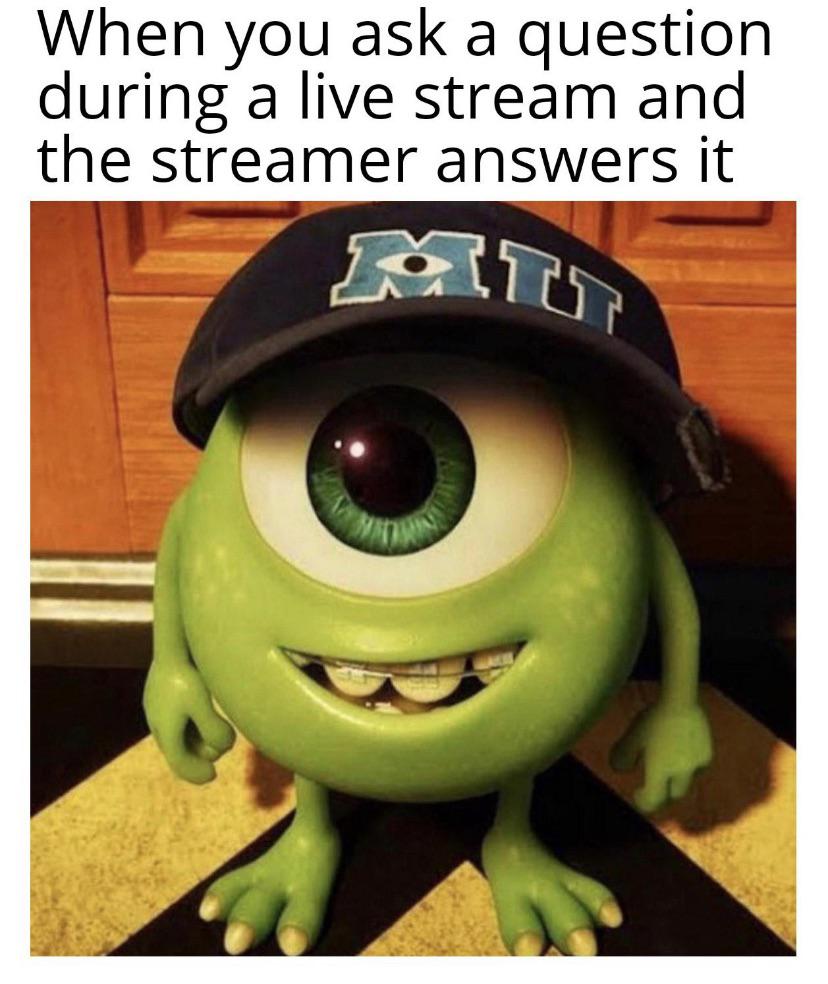 When you ask a question
during a live stream and
the streamer answers it
MU